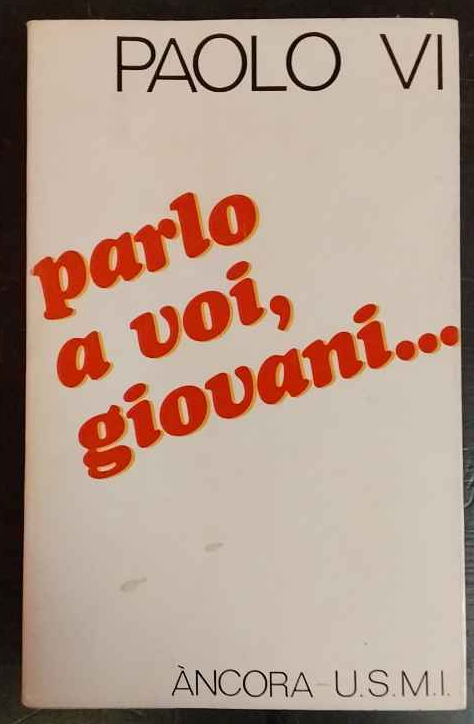 PAOLO VI
parlo
a voi,
giovani...
ÀNCORA - U.S.M.I.